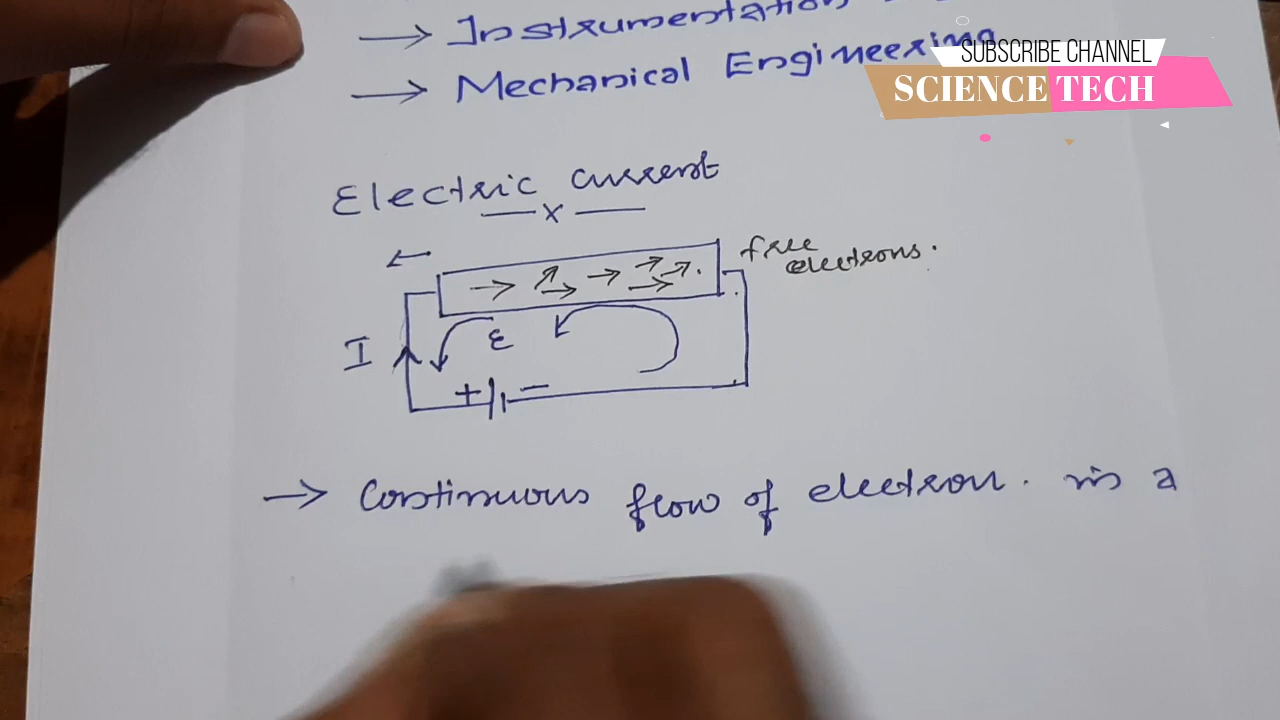 → Instrumentation
→ Mechanical Engineering
SUBSCRIBE CHANNEL
SCIENCE TECH
Electric current
free
electrons.
I
E
+ -
→ Continuous flow of electron. in a